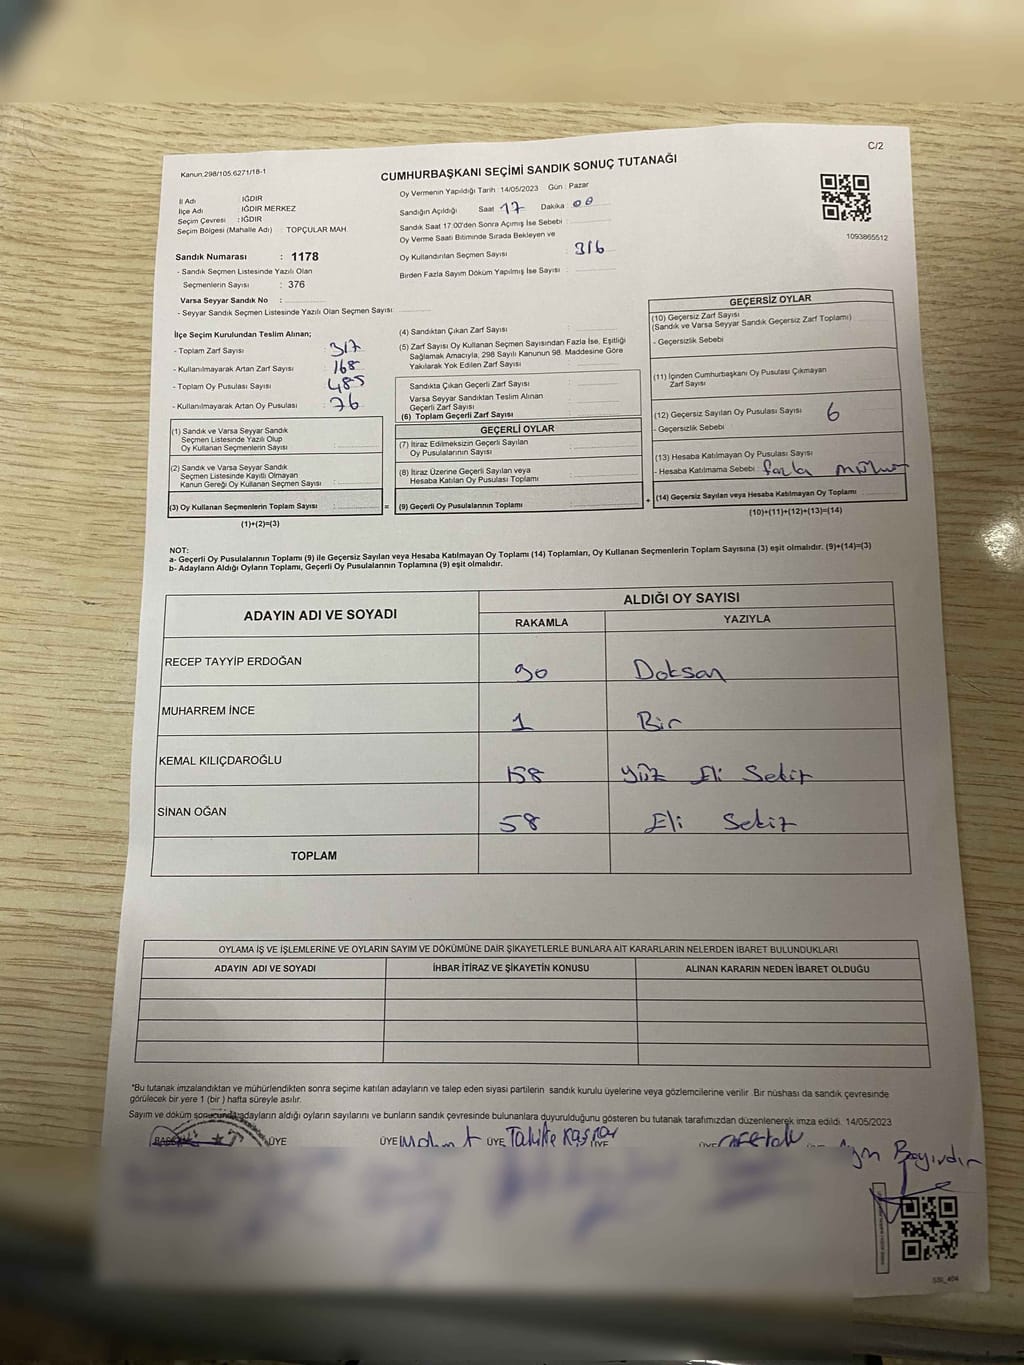 C/2
Kanun.298/105.6271/18-1
CUMHURBAŞKANI SEÇİMİ SANDIK SONUÇ TUTANAĞI
İl Adı : IĞDIR
İlçe Adı IĞDIR MERKEZ
Seçim Çevresi : IĞDIR
Seçim Bölgesi (Mahalle Adı) : TOPÇULAR MAH.
Sandık Numarası : 1178
- Sandık Seçmen Listesinde Yazılı Olan
Seçmenlerin Sayısı : 376
Varsa Seyyar Sandık No :
- Seyyar Sandık Seçmen Listesinde Yazılı Olan Seçmen Sayısı:
Oy Vermenin Yapıldığı Tarih : 14/05/2023 Gün : Pazar
Sandığın Açıldığı Saat 17 Dakika 00
Sandık Saat 17:00'den Sonra Açımış İse Sebebi :
Oy Verme Saati Bitiminde Sırada Bekleyen ve
Oy Kullandırılan Seçmen Sayısı : 316
Birden Fazla Sayım Döküm Yapılmış İse Sayısı :
1093865512
İlçe Seçim Kurulundan Teslim Alınan;
- Toplam Zarf Sayısı : 317
- Kullanılmayarak Artan Zarf Sayısı : 168
- Toplam Oy Pusulası Sayısı : 485
- Kullanılmayarak Artan Oy Pusulası : 76
(1) Sandık ve Varsa Seyyar Sandık
Seçmen Listesinde Yazılı Olup
Oy Kullanan Seçmenlerin Sayısı :
(2) Sandık ve Varsa Seyyar Sandık
Seçmen Listesinde Kayıtlı Olmayan
Kanun Gereği Oy Kullanan Seçmen Sayısı :
(3) Oy Kullanan Seçmenlerin Toplam Sayısı : =
(1)+(2)=(3)
(4) Sandıktan Çıkan Zarf Sayısı :
(5) Zarf Sayısı Oy Kullanan Seçmen Sayısından Fazla İse, Eşitliği
Sağlamak Amacıyla, 298 Sayılı Kanunun 98. Maddesine Göre
Yakılarak Yok Edilen Zarf Sayısı :
Sandıkta Çıkan Geçerli Zarf Sayısı :
Varsa Seyyar Sandıktan Teslim Alınan
Geçerli Zarf Sayısı :
(6) Toplam Geçerli Zarf Sayısı :
GEÇERLİ OYLAR
(7) İtiraz Edilmeksizin Geçerli Sayılan
Oy Pusulalarının Sayısı :
(8) İtiraz Üzerine Geçerli Sayılan veya
Hesaba Katılan Oy Pusulası Toplamı :
(9) Geçerli Oy Pusulalarının Toplamı : +
GEÇERSİZ OYLAR
(10) Geçersiz Zarf Sayısı :
(Sandık ve Varsa Seyyar Sandık Geçersiz Zarf Toplamı)
- Geçersizlik Sebebi
(11) İçinden Cumhurbaşkanı Oy Pusulası Çıkmayan
Zarf Sayısı
(12) Geçersiz Sayılan Oy Pusulası Sayısı : 6
- Geçersizlik Sebebi
(13) Hesaba Katılmayan Oy Pusulası Sayısı :
- Hesaba Katılmama Sebebi : fazla mühür
(14) Geçersiz Sayılan veya Hesaba Katılmayan Oy Toplamı
(10)+(11)+(12)+(13)=(14)
NOT:
a- Geçerli Oy Pusulalarının Toplamı (9) ile Geçersiz Sayılan veya Hesaba Katılmayan Oy Toplamı (14) Toplamları, Oy Kullanan Seçmenlerin Toplam Sayısına (3) eşit olmalıdır. (9)+(14)=(3)
b- Adayların Aldığı Oyların Toplamı, Geçerli Oy Pusulalarının Toplamına (9) eşit olmalıdır.
ADAYIN ADI VE SOYADI ALDIĞI OY SAYISI
RAKAMLA YAZIYLA
RECEP TAYYİP ERDOĞAN 90 Doksan
MUHARREM İNCE 1 Bir
KEMAL KILIÇDAROĞLU 158 Yüz Eli Sekiz
SİNAN OĞAN 58 Eli Sekiz
TOPLAM
OYLAMA İŞ VE İŞLEMLERİNE VE OYLARIN SAYIM VE DÖKÜMÜNE DAİR ŞİKAYETLERLE BUNLARA AİT KARARLARIN NELERDEN İBARET BULUNDUKLARI
ADAYIN ADI VE SOYADI İHBAR İTİRAZ VE ŞİKAYETİN KONUSU ALINAN KARARIN NEDEN İBARET OLDUĞU
*Bu tutanak imzalandıktan ve mühürlendikten sonra seçime katılan adayların ve talep eden siyasi partilerin sandık kurulu üyelerine veya gözlemcilerine verilir. Bir nüshası da sandık çevresinde
görülecek bir yere 1 (bir) hafta süreyle asılır.
Sayım ve döküm sonucunda adayların aldığı oyların sayılarını ve bunların sandık çevresinde bulunanlara duyurulduğunu gösteren bu tutanak tarafımızdan düzenlenerek imza edildi. 14/05/2023
BAŞKAN ÜYE ÜYE ÜYE ÜYE ÜYE
SSI_404